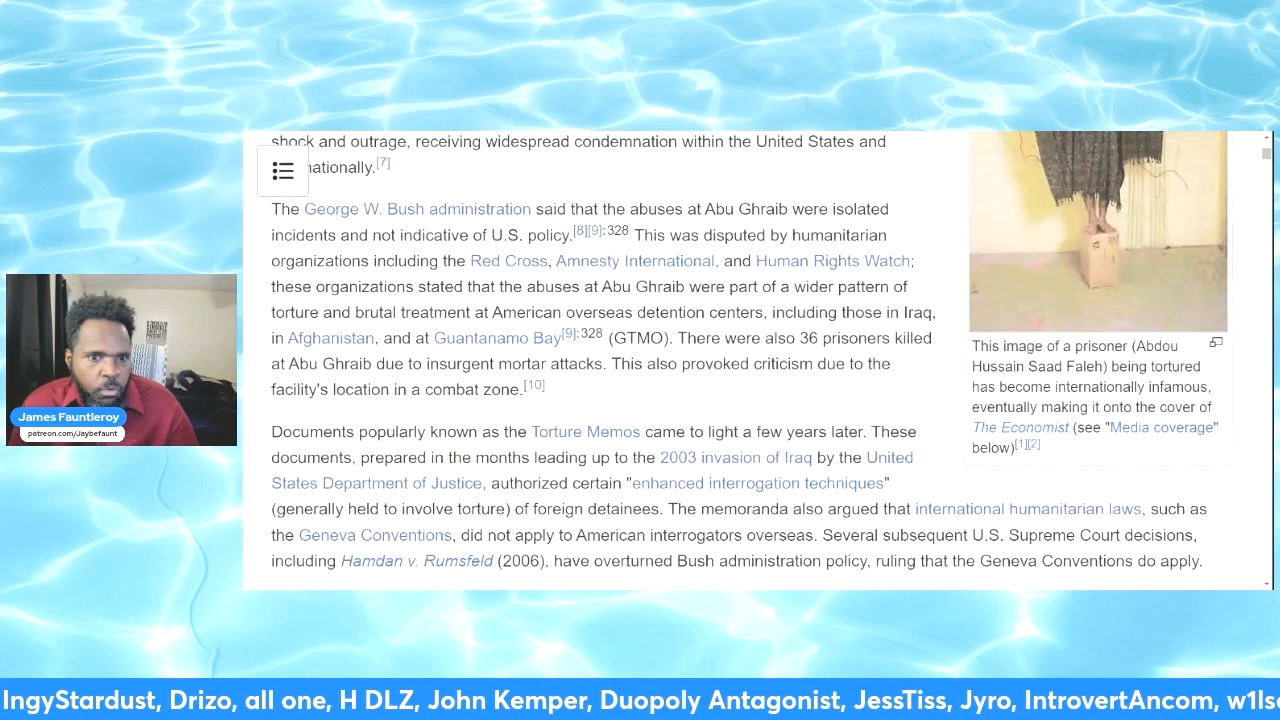 shock and outrage, receiving widespread condemnation within the United States and
nationally.[7]
The George W. Bush administration said that the abuses at Abu Ghraib were isolated
incidents and not indicative of U.S. policy.[8][9]:328 This was disputed by humanitarian
organizations including the Red Cross, Amnesty International, and Human Rights Watch;
these organizations stated that the abuses at Abu Ghraib were part of a wider pattern of
torture and brutal treatment at American overseas detention centers, including those in Iraq,
in Afghanistan, and at Guantanamo Bay[9]:328 (GTMO). There were also 36 prisoners killed
at Abu Ghraib due to insurgent mortar attacks. This also provoked criticism due to the
facility's location in a combat zone.[10]
Documents popularly known as the Torture Memos came to light a few years later. These
documents, prepared in the months leading up to the 2003 invasion of Iraq by the United
States Department of Justice, authorized certain "enhanced interrogation techniques"
(generally held to involve torture) of foreign detainees. The memoranda also argued that international humanitarian laws, such as
the Geneva Conventions, did not apply to American interrogators overseas. Several subsequent U.S. Supreme Court decisions,
including Hamdan v. Rumsfeld (2006), have overturned Bush administration policy, ruling that the Geneva Conventions do apply.
This image of a prisoner (Abdou
Hussain Saad Faleh) being tortured
has become internationally infamous,
eventually making it onto the cover of
The Economist (see "Media coverage"
below)[1][2]
James Fauntleroy
patreon.com/Jaybefaunt
IngyStardust, Drizo, all one, H DLZ, John Kemper, Duopoly Antagonist, JessTiss, Jyro, IntrovertAncom, w1ls